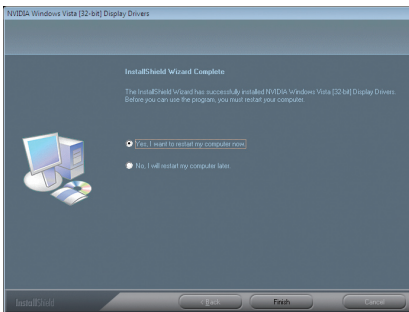 NVIDIA Windows Vista [32-bit] Display Drivers
InstallShield Wizard Complete
The InstallShield Wizard has successfully installed NVIDIA Windows Vista [32-bit] Display Drivers.
Before you can use the program, you must restart your computer.
Yes, I want to restart my computer now.
No, I will restart my computer later.
InstallShield
< Back
Finish
Cancel